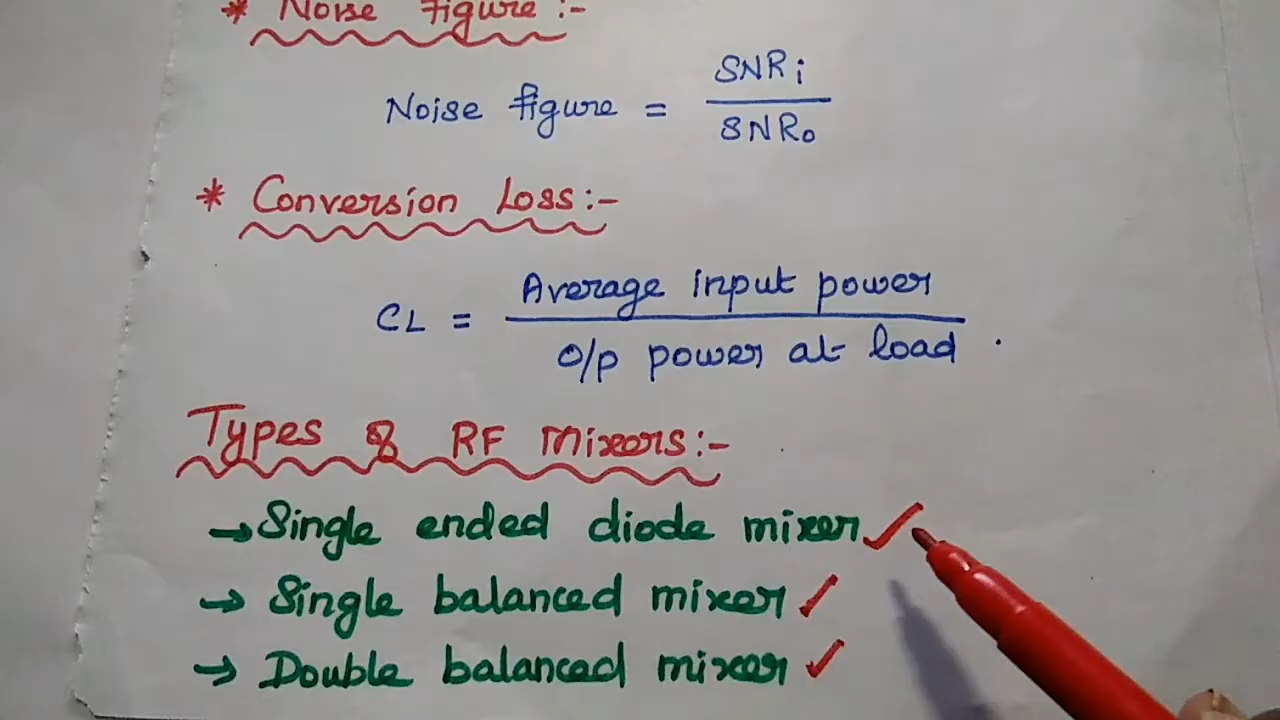 * Noise figure :-
Noise figure = SNRi / SNRo
* Conversion Loss:-
CL = Average input power / o/p power at load .
Types of RF Mixers:-
→ Single ended diode mixer ✓
→ Single balanced mixer ✓
→ Double balanced mixer ✓